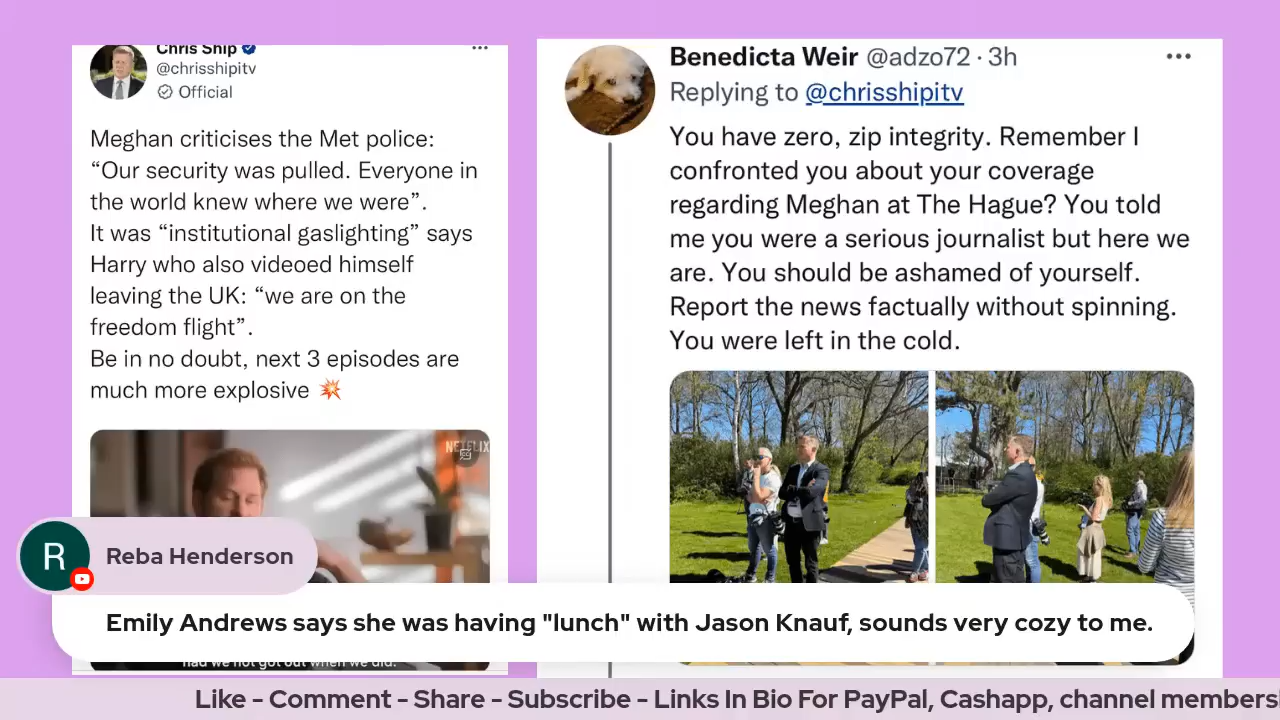 Chris Ship
@chrisshipitv
Official
Meghan criticises the Met police:
“Our security was pulled. Everyone in
the world knew where we were”.
It was “institutional gaslighting” says
Harry who also videoed himself
leaving the UK: “we are on the
freedom flight”.
Be in no doubt, next 3 episodes are
much more explosive 💥
NETFLIX
had we not got out when we did.
Benedicta Weir @adzo72 · 3h
Replying to @chrisshipitv
You have zero, zip integrity. Remember I
confronted you about your coverage
regarding Meghan at The Hague? You told
me you were a serious journalist but here we
are. You should be ashamed of yourself.
Report the news factually without spinning.
You were left in the cold.
R
Reba Henderson
Emily Andrews says she was having "lunch" with Jason Knauf, sounds very cozy to me.
Like - Comment - Share - Subscribe - Links In Bio For PayPal, Cashapp, channel members